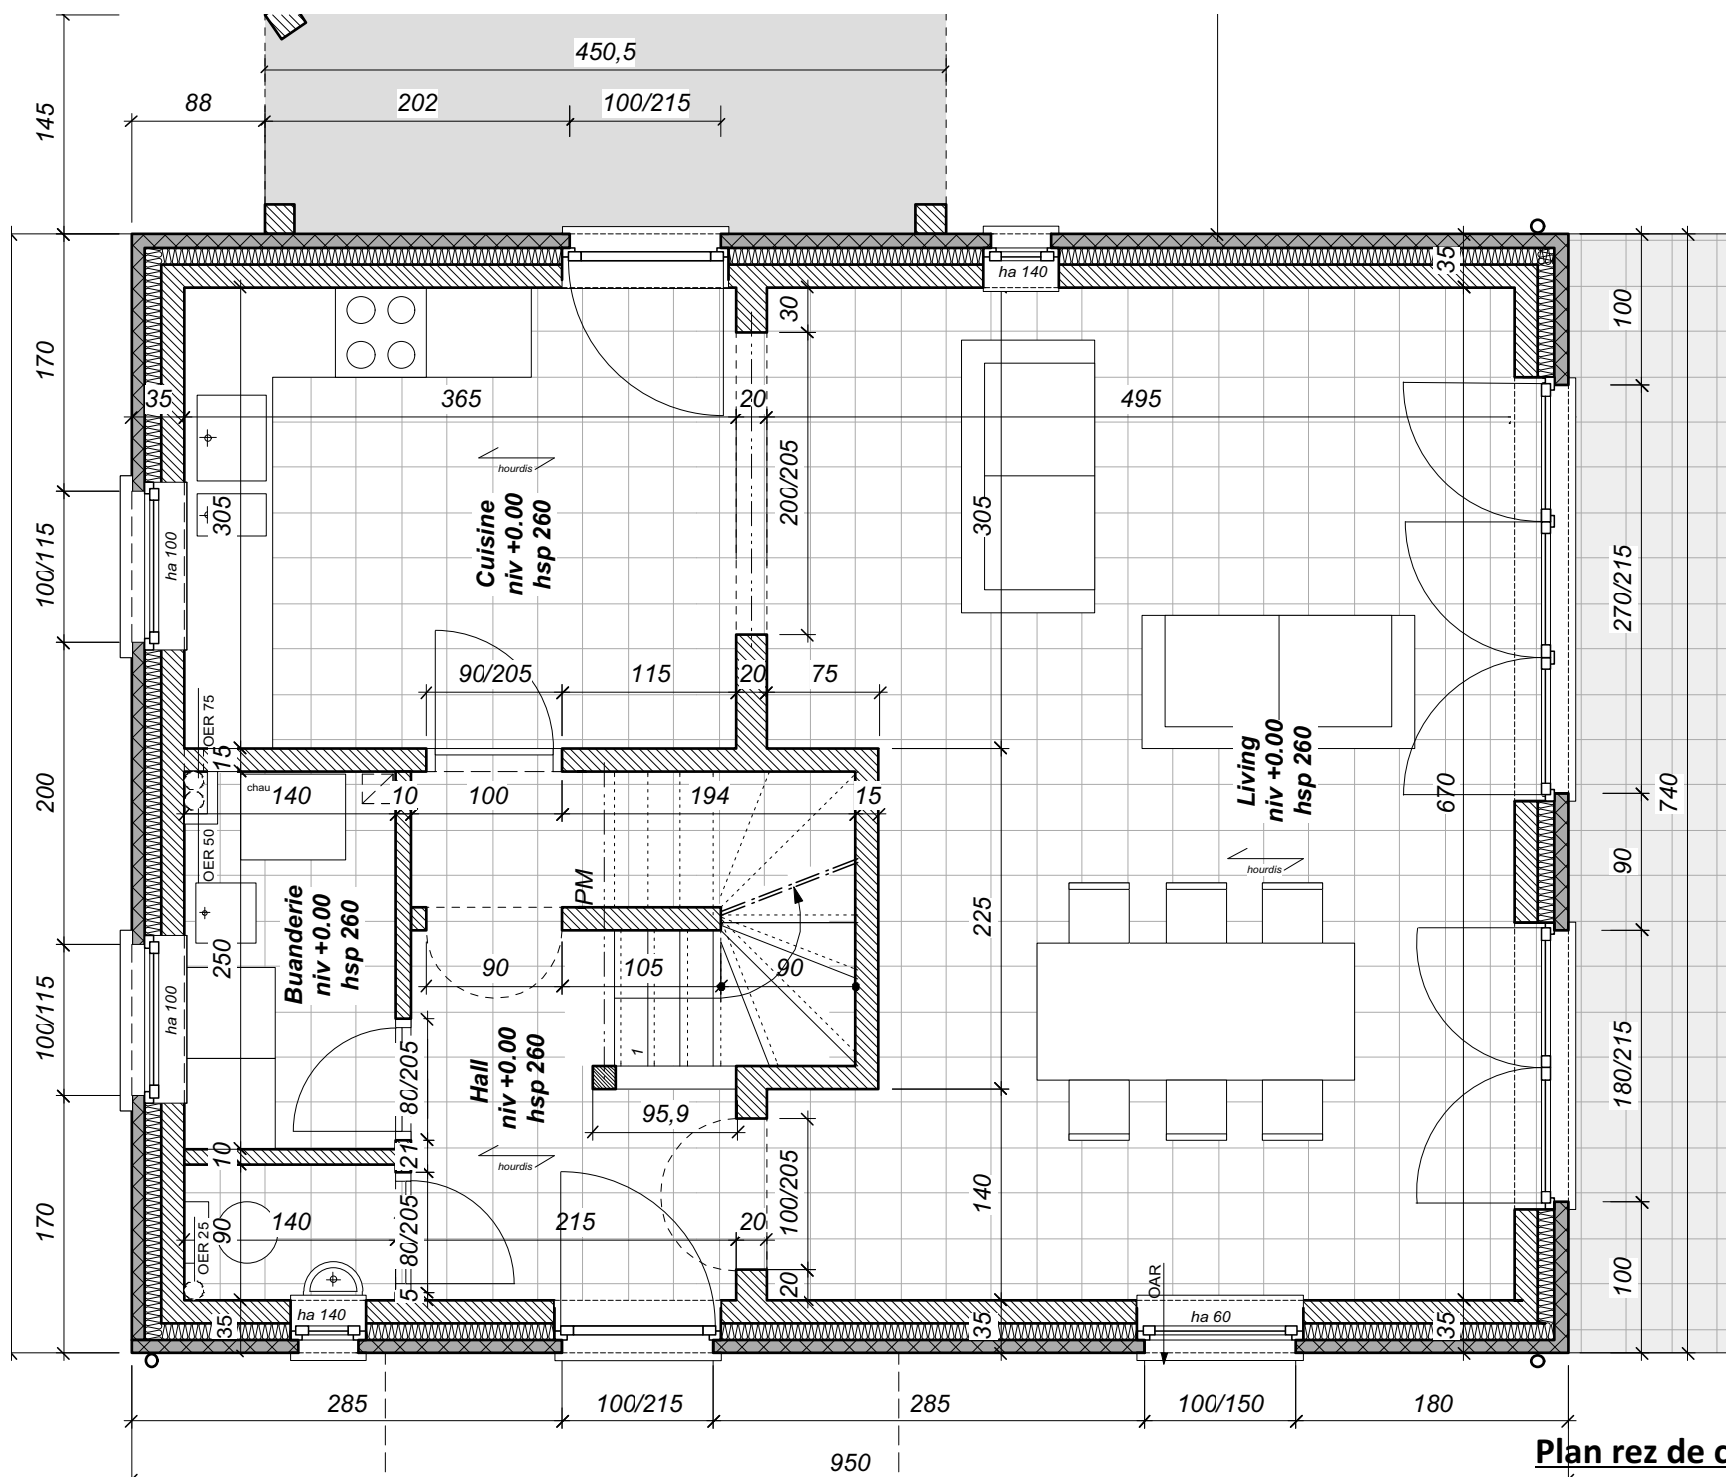 450,5
88
202
100/215
145
ha 140
35
30
100
170
35
365
20
495
hourdis
200/205
Cuisine
niv +0.00
hsp 260
305
305
ha 100
100/115
270/215
90/205
115
20
75
OER 75
15
Living
niv +0.00
hsp 260
670
740
chau
140
10
100
194
15
200
OER 50
PM
hourdis
90
Buanderie
niv +0.00
hsp 260
250
225
90
105
90
ha 100
100/115
Hall
niv +0.00
hsp 260
1
80/205
180/215
95,9
21
10
hourdis
100/205
140
170
OER 25
90
140
80/205
215
20
20
5
OAR
100
35
ha 140
35
ha 60
35
285
100/215
285
100/150
180
950
Plan rez de c